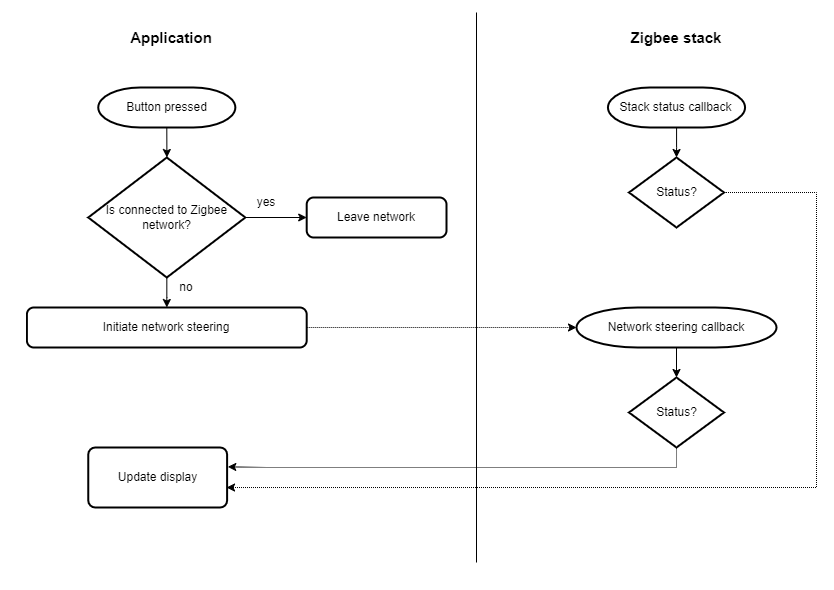 Application
Zigbee stack
Button pressed
Stack status callback
Is connected to Zigbee
network?
yes
Leave network
Status?
no
Initiate network steering
Network steering callback
Status?
Update display